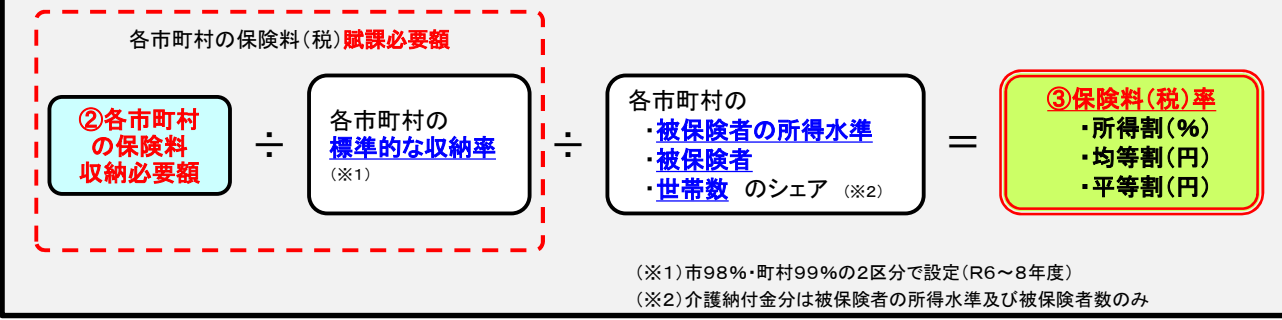 各市町村の保険料(税)賦課必要額
②各市町村
の保険料
収納必要額
÷
各市町村の
標準的な収納率
(※1)
÷
各市町村の
・被保険者の所得水準
・被保険者
・世帯数 のシェア (※2)
＝
③保険料(税)率
・所得割(%)
・均等割(円)
・平等割(円)
(※1)市98%・町村99%の2区分で設定(R6～8年度)
(※2)介護納付金分は被保険者の所得水準及び被保険者数のみ